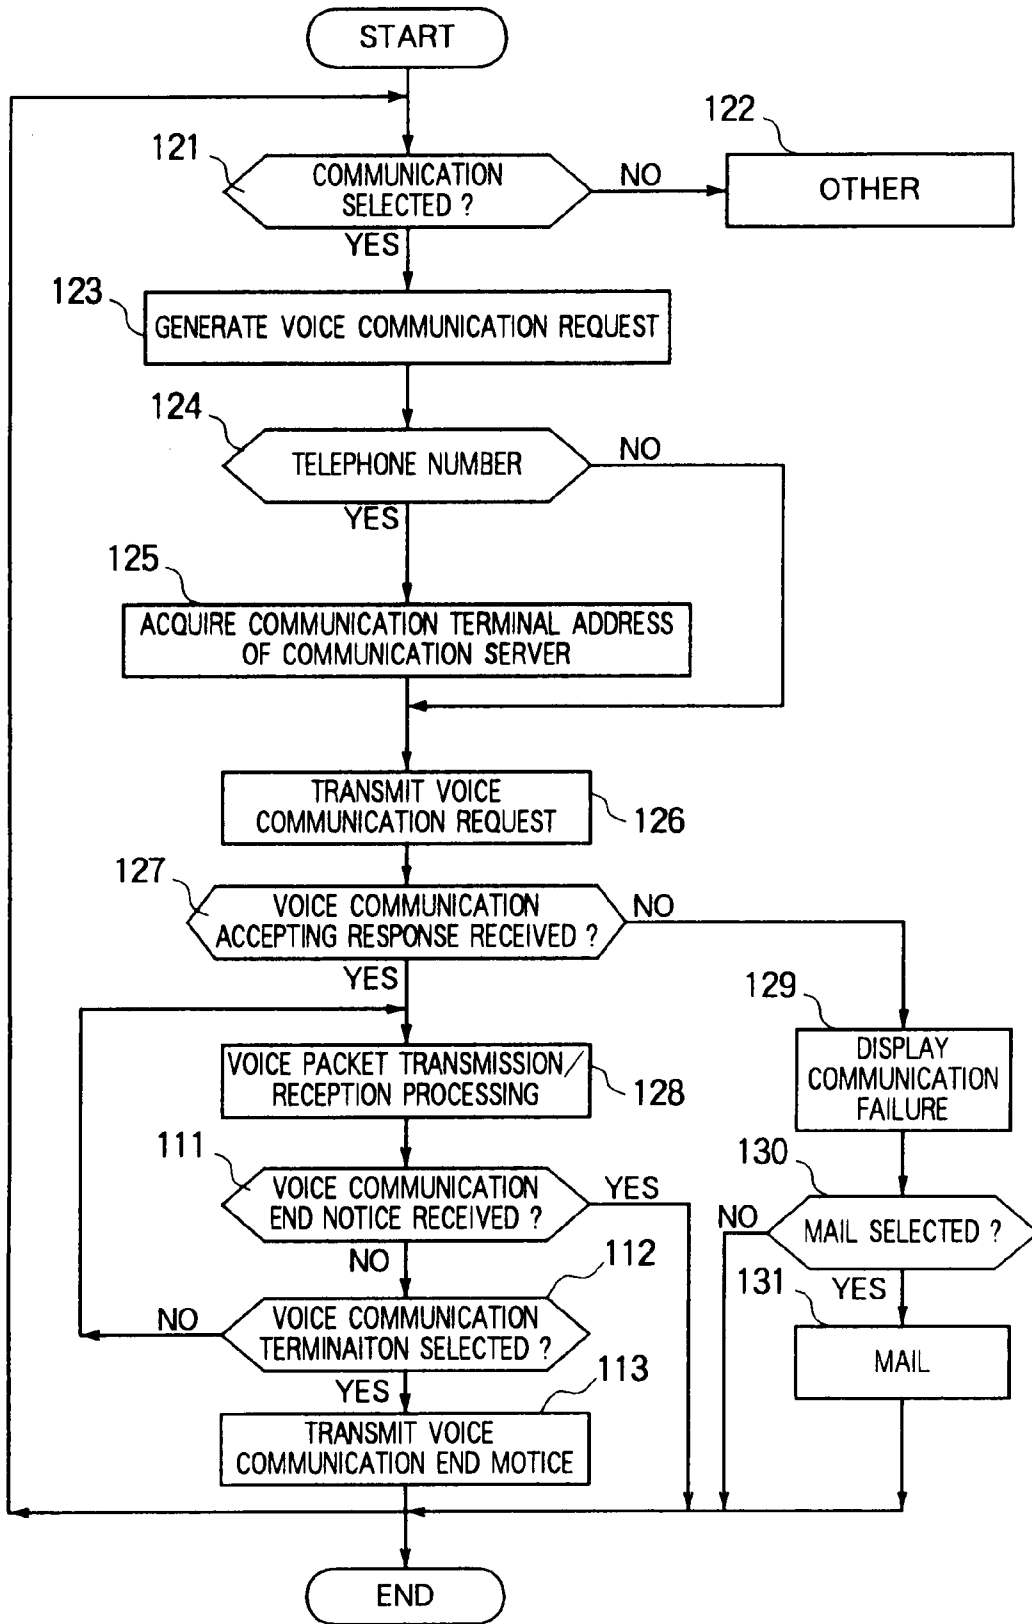 START
121
COMMUNICATION
SELECTED ?
NO
122
OTHER
YES
123
GENERATE VOICE COMMUNICATION REQUEST
124
TELEPHONE NUMBER
NO
YES
125
ACQUIRE COMMUNICATION TERMINAL ADDRESS
OF COMMUNICATION SERVER
TRANSMIT VOICE
COMMUNICATION REQUEST
126
127
VOICE COMMUNICATION
ACCEPTING RESPONSE RECEIVED ?
NO
YES
VOICE PACKET TRANSMISSION/
RECEPTION PROCESSING
128
129
DISPLAY
COMMUNICATION
FAILURE
111
VOICE COMMUNICATION
END NOTICE RECEIVED ?
YES
NO
130
MAIL SELECTED ?
NO
YES
112
VOICE COMMUNICATION
TERMINAITON SELECTED ?
NO
YES
131
MAIL
113
TRANSMIT VOICE
COMMUNICATION END MOTICE
END